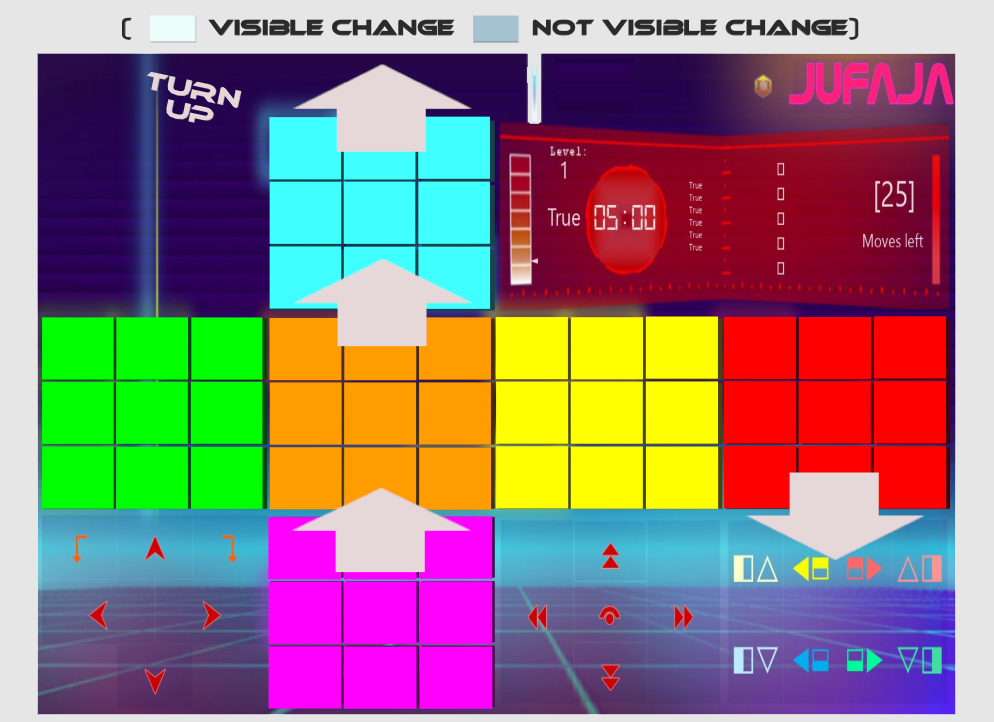 ( VISIBLE CHANGE NOT VISIBLE CHANGE)
TURN
UP
JUFAJA
Level:
1
True
05:00
True
True
True
True
True
True
[25]
Moves left